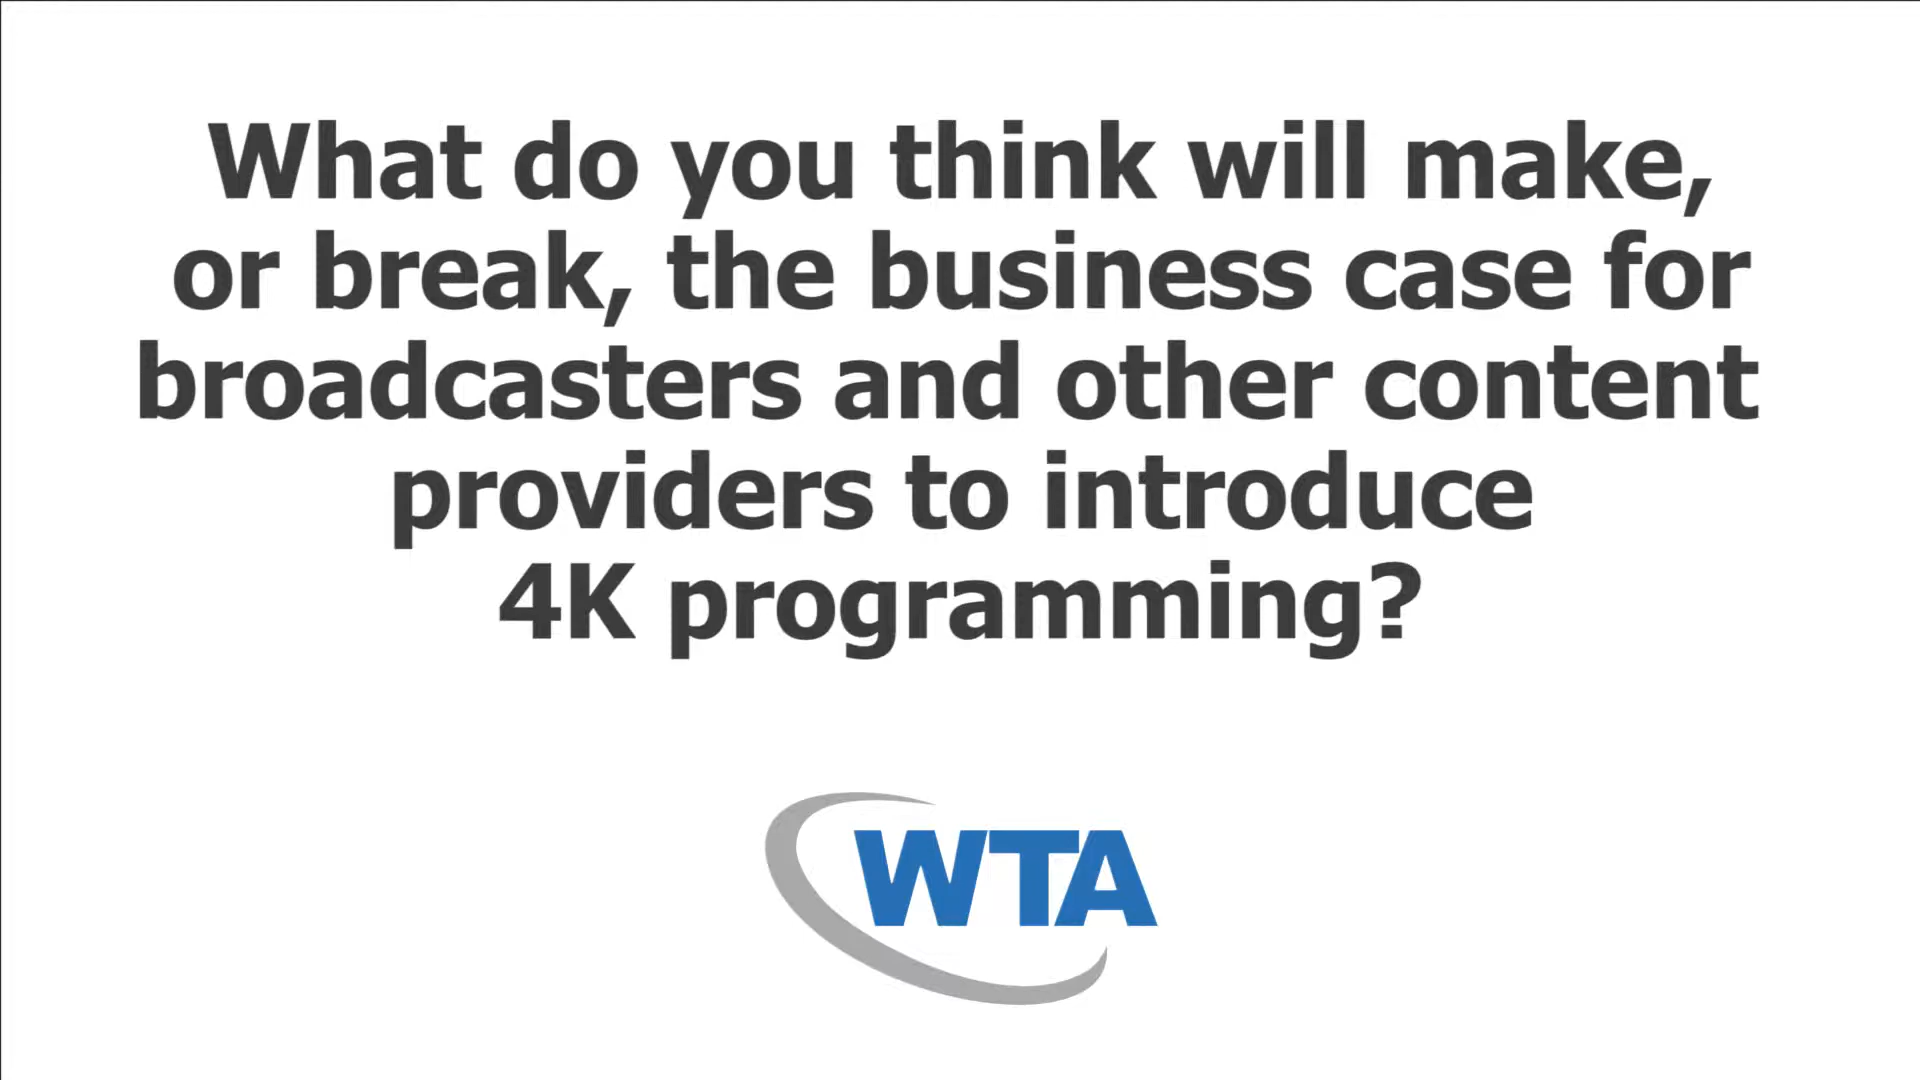 What do you think will make,
or break, the business case for
broadcasters and other content
providers to introduce
4K programming?
WTA